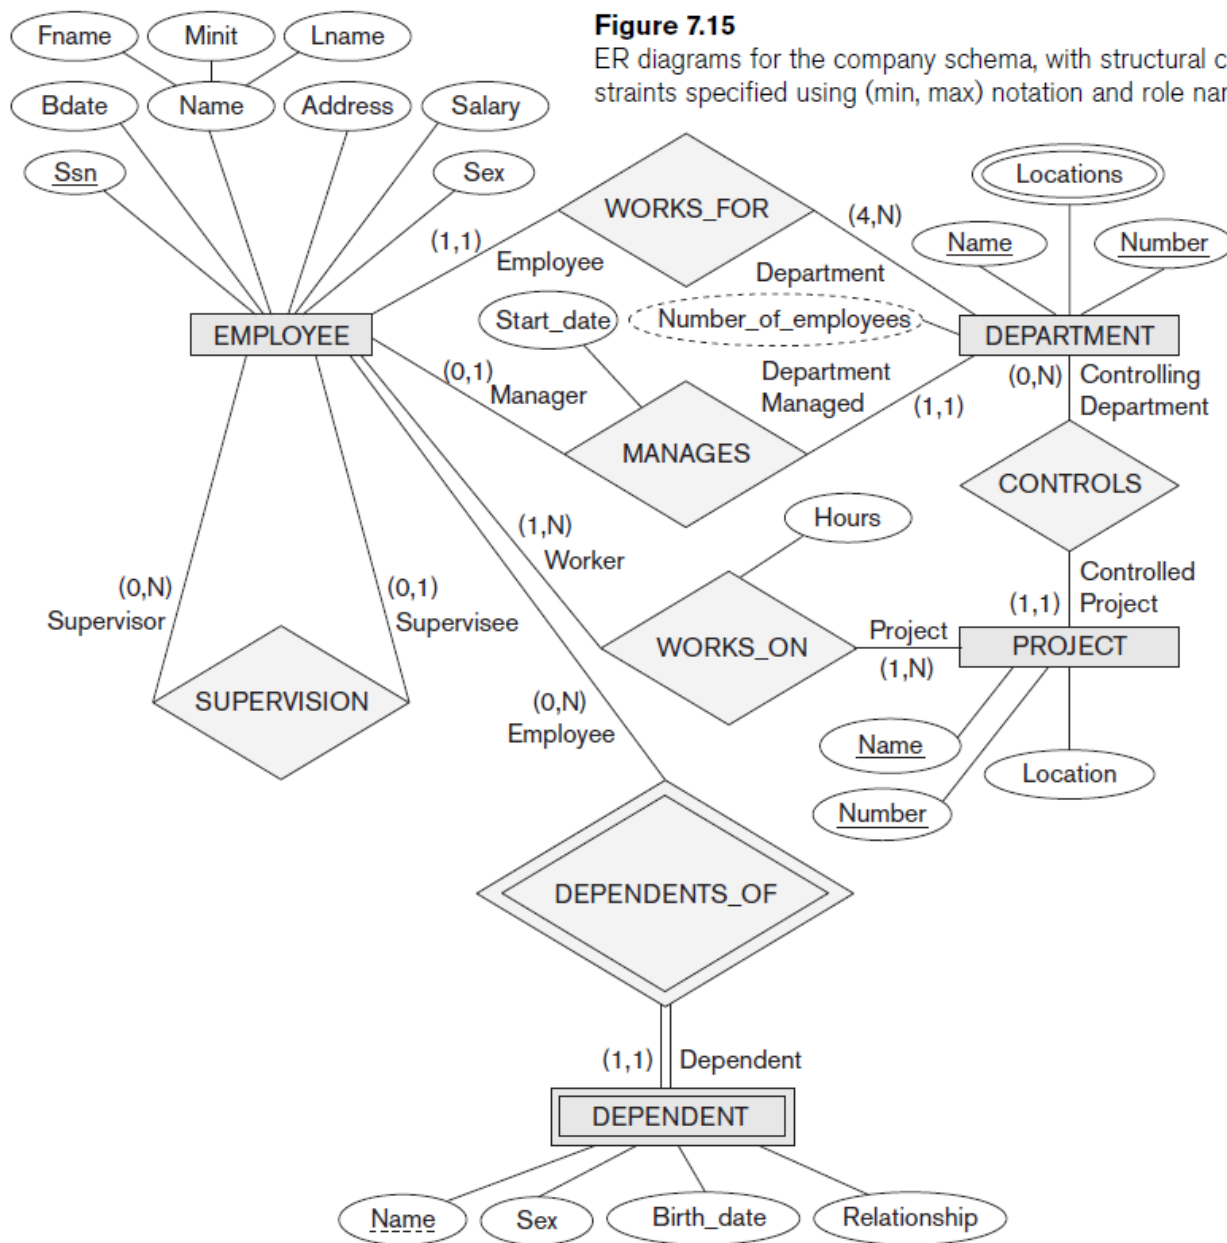 Figure 7.15
ER diagrams for the company schema, with structural c
straints specified using (min, max) notation and role nar
Fname
Minit
Lname
Bdate
Name
Address
Salary
Ssn
Sex
WORKS_FOR
Locations
Name
Number
(1,1)
Employee
(4,N)
Department
EMPLOYEE
Start_date
Number_of_employees
DEPARTMENT
(0,1)
Manager
Department
Managed
(1,1)
(0,N)
Controlling
Department
MANAGES
CONTROLS
Hours
(1,N)
Worker
(0,N)
Supervisor
(0,1)
Supervisee
Controlled
Project
(1,1)
WORKS_ON
Project
(1,N)
PROJECT
SUPERVISION
(0,N)
Employee
Name
Location
Number
DEPENDENTS_OF
(1,1)
Dependent
DEPENDENT
Name
Sex
Birth_date
Relationship